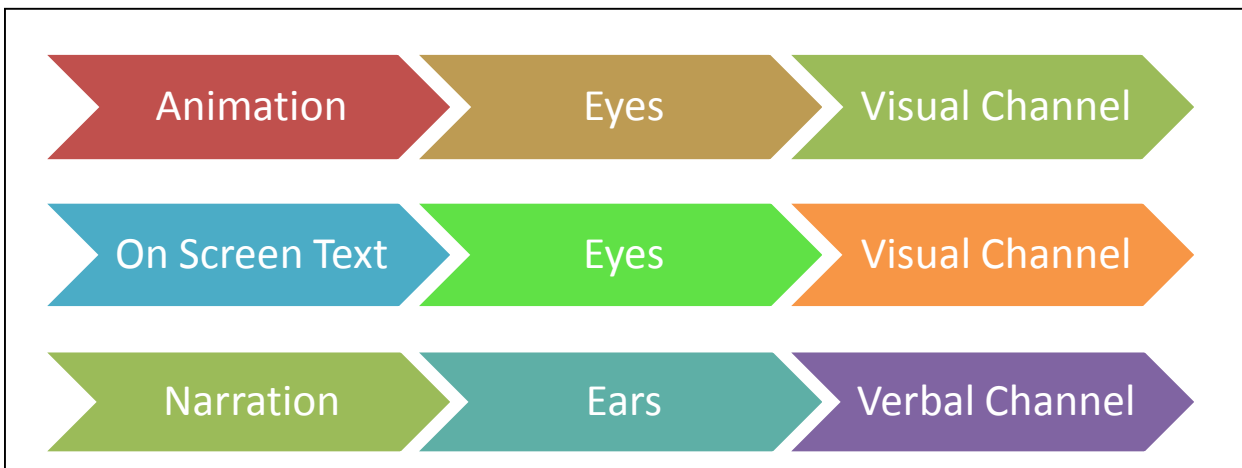 Animation
Eyes
Visual Channel
On Screen Text
Eyes
Visual Channel
Narration
Ears
Verbal Channel